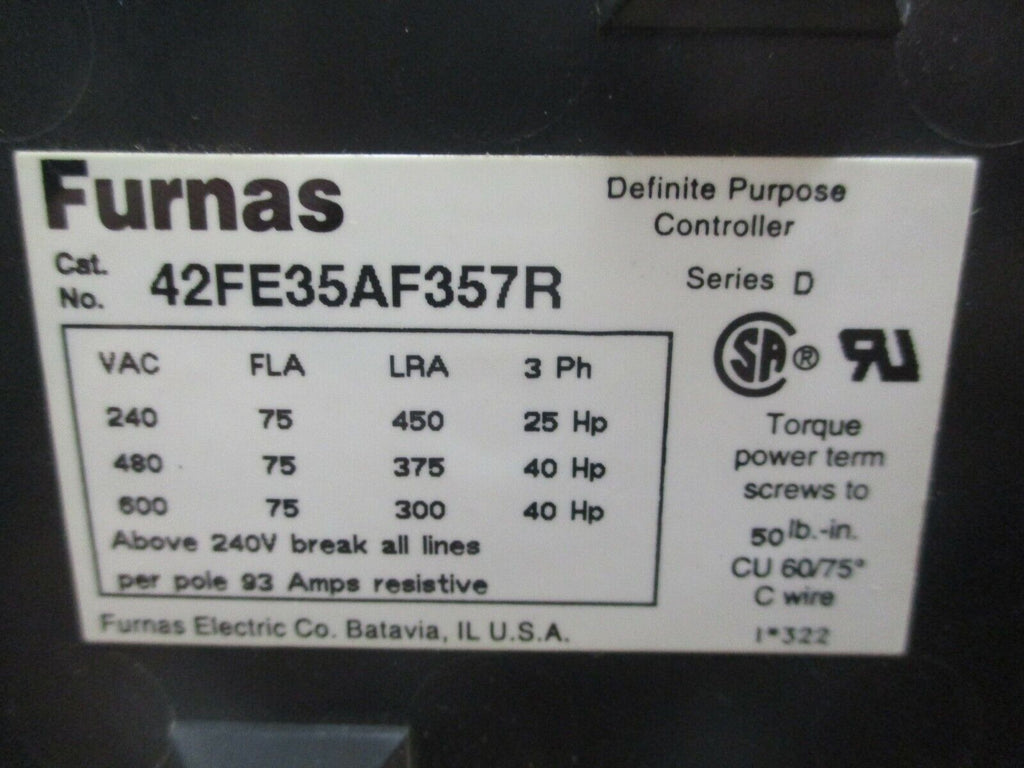 Furnas
Definite Purpose
Controller
Cat.
No. 42FE35AF357R
Series D
VAC FLA LRA 3 Ph
240 75 450 25 Hp
480 75 375 40 Hp
600 75 300 40 Hp
Above 240V break all lines
per pole 93 Amps resistive
SA ®
RU
Torque
power term
screws to
50 lb.-in.
CU 60/75°
C wire
1*322
Furnas Electric Co. Batavia, IL U.S.A.